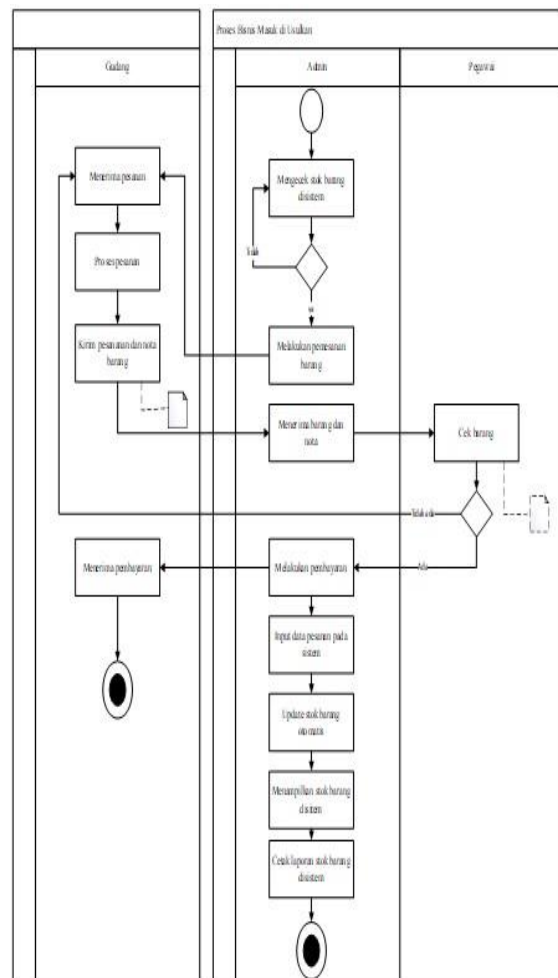 Proses Bisnis Masuk di Usulkan
Gudang
Admin
Pegawai
Menerima pesanan
Mengecek stok barang
disistem
Tidak
Proses pesanan
ya
Kirim pesananan dan nota
barang
Melakukan pemesanan
barang
Menerima barang dan
nota
Cek barang
Tidak ada
Menerima pembayaran
Melakukan pembayaran
Ada
Input data pesanan pada
sistem
Update stok barang
otomatis
Menampilkan stok barang
disitem
Cetak laporan stok barang
disistem